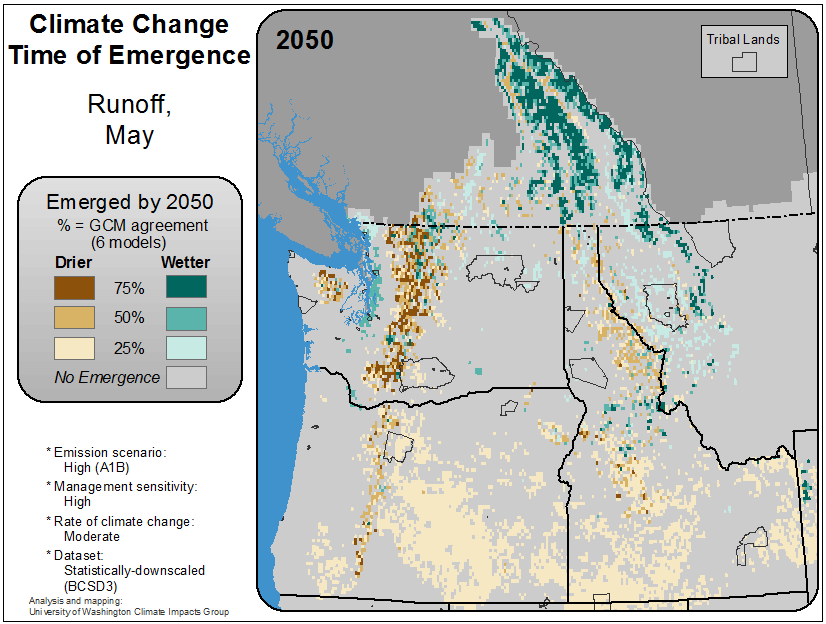 Climate Change
Time of Emergence
Runoff,
May
Emerged by 2050
% = GCM agreement
(6 models)
Drier Wetter
75%
50%
25%
No Emergence
* Emission scenario:
High (A1B)
* Management sensitivity:
High
* Rate of climate change:
Moderate
* Dataset:
Statistically-downscaled
(BCSD3)
Analysis and mapping:
University of Washington Climate Impacts Group
2050
Tribal Lands